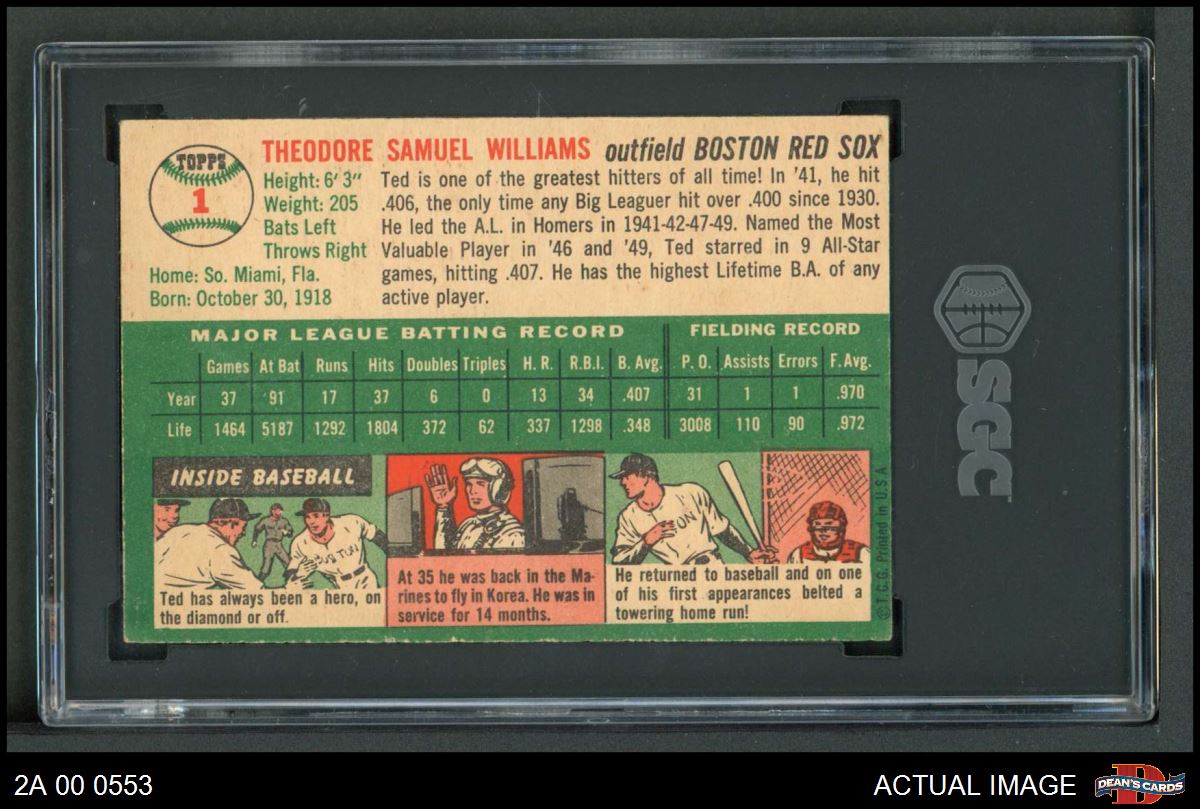 TOPPS
1
THEODORE SAMUEL WILLIAMS outfield BOSTON RED SOX
Height: 6' 3"
Weight: 205
Bats Left
Throws Right
Home: So. Miami, Fla.
Born: October 30, 1918
Ted is one of the greatest hitters of all time! In '41, he hit
.406, the only time any Big Leaguer hit over .400 since 1930.
He led the A.L. in Homers in 1941-42-47-49. Named the Most
Valuable Player in '46 and '49, Ted starred in 9 All-Star
games, hitting .407. He has the highest Lifetime B.A. of any
active player.
MAJOR LEAGUE BATTING RECORD FIELDING RECORD
Games At Bat Runs Hits Doubles Triples H. R. R.B.I. B. Avg. P. O. Assists Errors F. Avg.
Year 37 91 17 37 6 0 13 34 .407 31 1 1 .970
Life 1464 5187 1292 1804 372 62 337 1298 .348 3008 110 90 .972
INSIDE BASEBALL
Ted has always been a hero, on
the diamond or off.
At 35 he was back in the Ma-
rines to fly in Korea. He was in
service for 14 months.
He returned to baseball and on one
of his first appearances belted a
towering home run!
© T.C.G. Printed in U.S.A.
SGC
2A 00 0553
ACTUAL IMAGE
DEAN'S CARDS